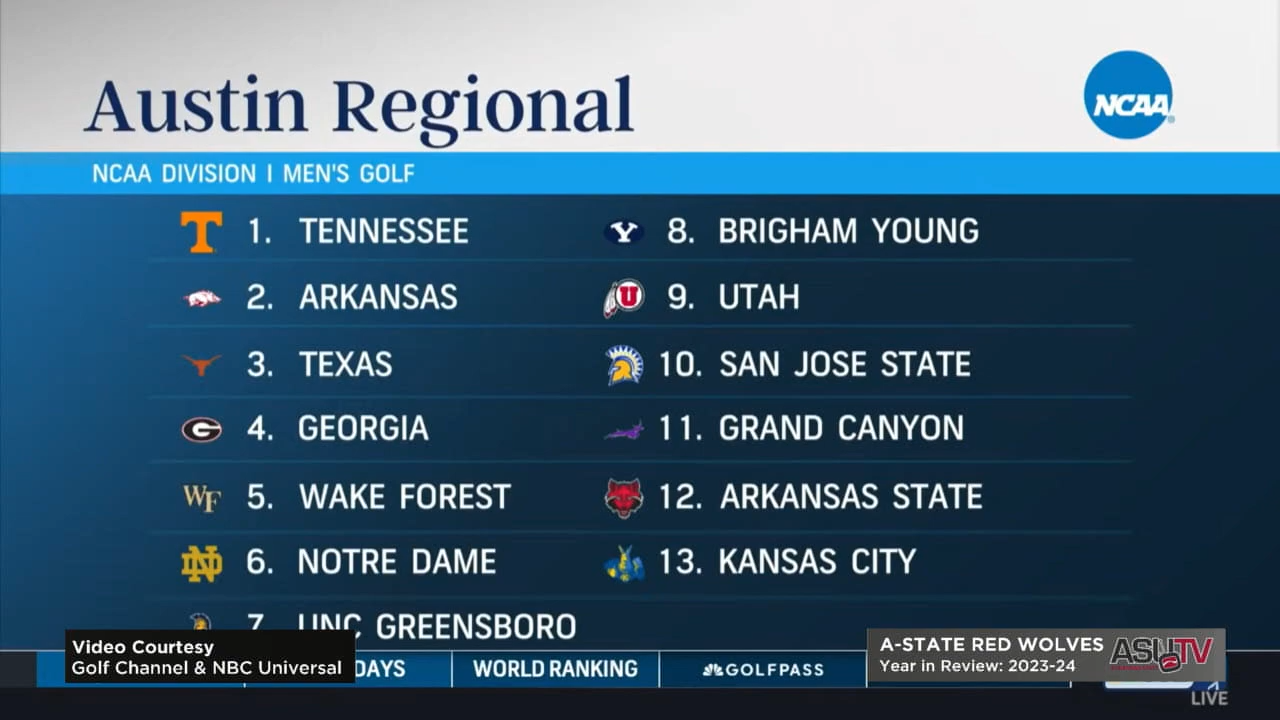 Austin Regional
NCAA
NCAA DIVISION I MEN'S GOLF
1. TENNESSEE
2. ARKANSAS
3. TEXAS
4. GEORGIA
5. WAKE FOREST
6. NOTRE DAME
7. UNC GREENSBORO
8. BRIGHAM YOUNG
9. UTAH
10. SAN JOSE STATE
11. GRAND CANYON
12. ARKANSAS STATE
13. KANSAS CITY
Video Courtesy
Golf Channel & NBC Universal
DAYS
WORLD RANKING
GOLFPASS
A-STATE RED WOLVES
Year in Review: 2023-24
ASUTV
LIVE